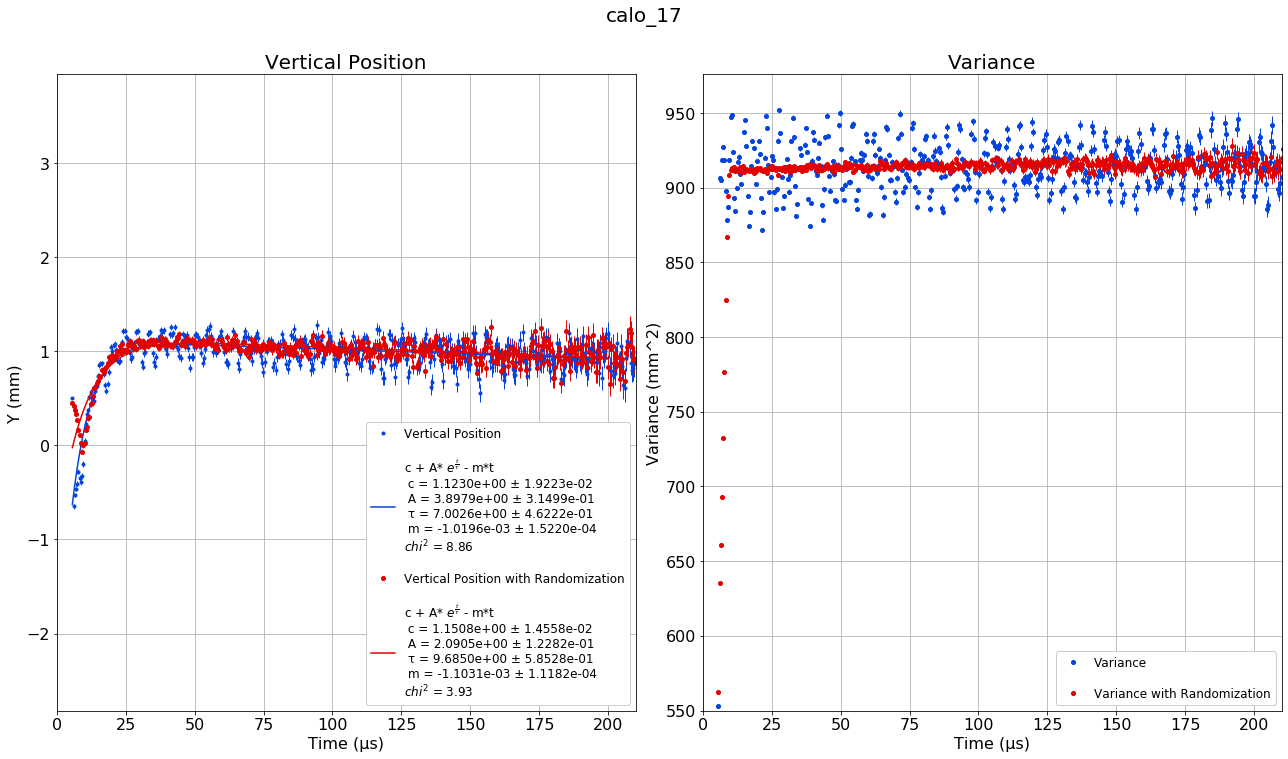 calo_17
Vertical Position
3
2
1
0
−1
−2
Y (mm)
0
25
50
75
100
125
150
175
200
Time (μs)
Vertical Position
c + A* e^{t/τ} - m*t
c = 1.1230e+00 ± 1.9223e-02
A = 3.8979e+00 ± 3.1499e-01
τ = 7.0026e+00 ± 4.6222e-01
m = -1.0196e-03 ± 1.5220e-04
chi² = 8.86
Vertical Position with Randomization
c + A* e^{t/τ} - m*t
c = 1.1508e+00 ± 1.4558e-02
A = 2.0905e+00 ± 1.2282e-01
τ = 9.6850e+00 ± 5.8528e-01
m = -1.1031e-03 ± 1.1182e-04
chi² = 3.93
Variance
950
900
850
800
750
700
650
600
550
Variance (mm^2)
0
25
50
75
100
125
150
175
200
Time (μs)
Variance
Variance with Randomization